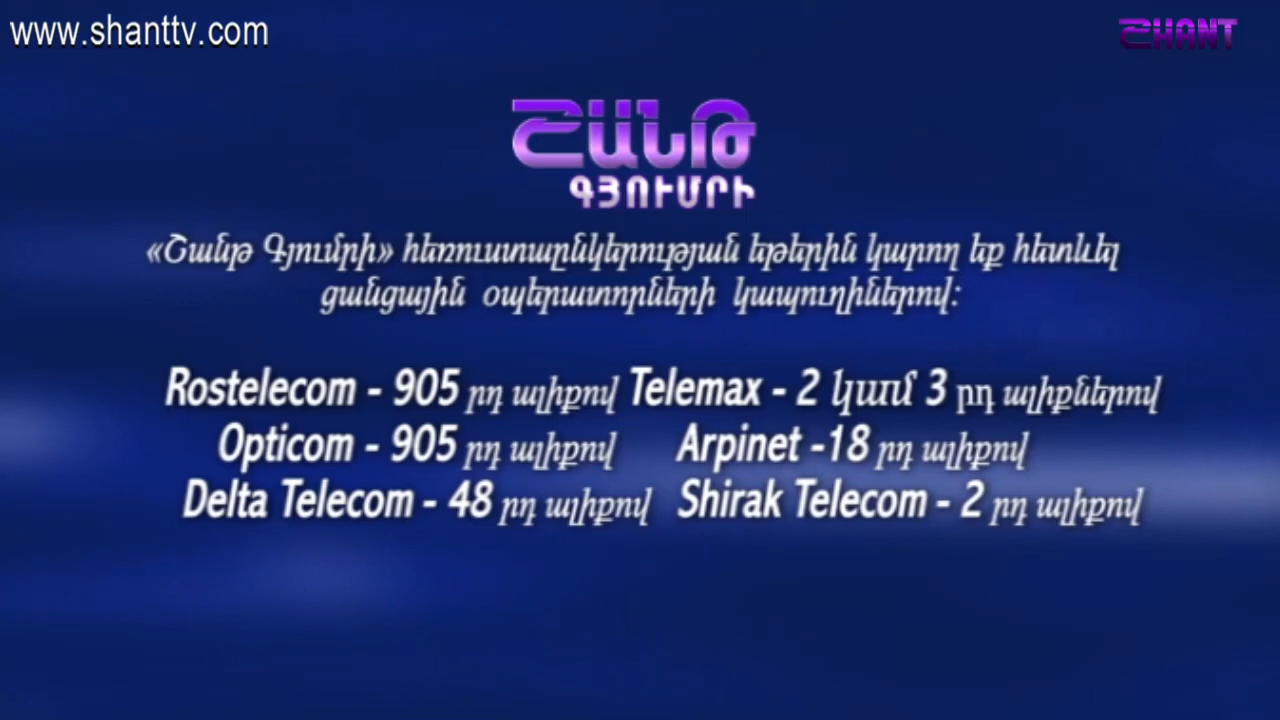 www.shanttv.com
SHANT
ՇԱՆԹ
ԳՅՈՒՄՐԻ
«Շանթ Գյումրի» հեռուստաընկերության եթերին կարող եք հետևել
ցանցային օպերատորների կապուղիներով:
Rostelecom - 905 րդ ալիքով Telemax - 2 կամ 3 րդ ալիքներով
Opticom - 905 րդ ալիքով Arpinet -18 րդ ալիքով
Delta Telecom - 48 րդ ալիքով Shirak Telecom - 2 րդ ալիքով